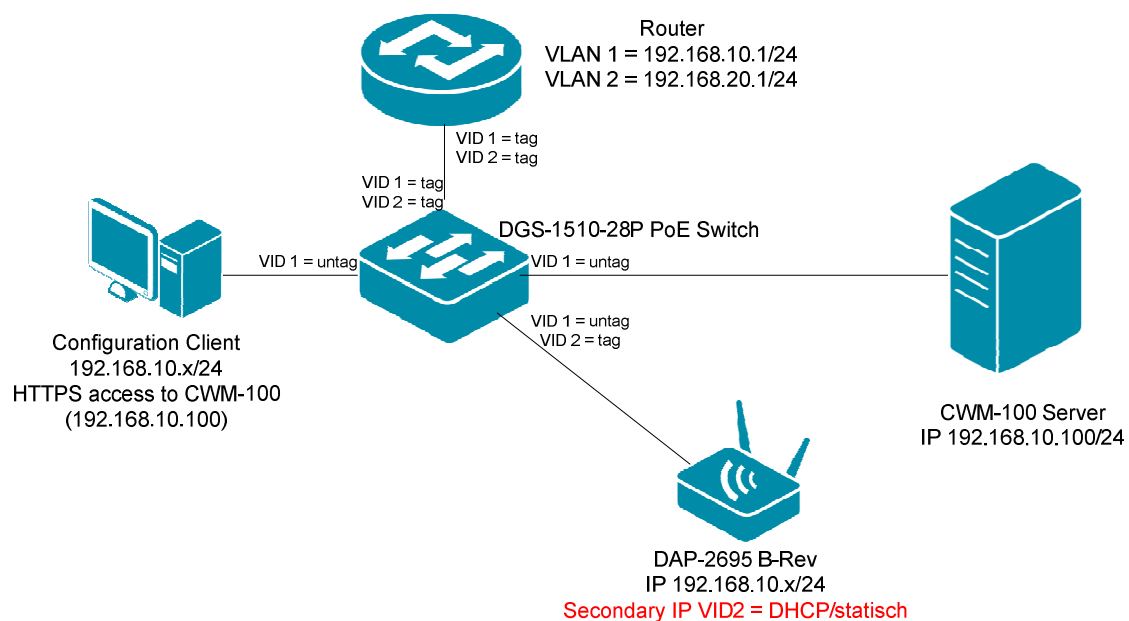 Router
VLAN 1 = 192.168.10.1/24
VLAN 2 = 192.168.20.1/24
VID 1 = tag
VID 2 = tag
VID 1 = tag
VID 2 = tag
DGS-1510-28P PoE Switch
VID 1 = untag
VID 1 = untag
VID 1 = untag
VID 2 = tag
Configuration Client
192.168.10.x/24
HTTPS access to CWM-100
(192.168.10.100)
CWM-100 Server
IP 192.168.10.100/24
DAP-2695 B-Rev
IP 192.168.10.x/24
Secondary IP VID2 = DHCP/statisch